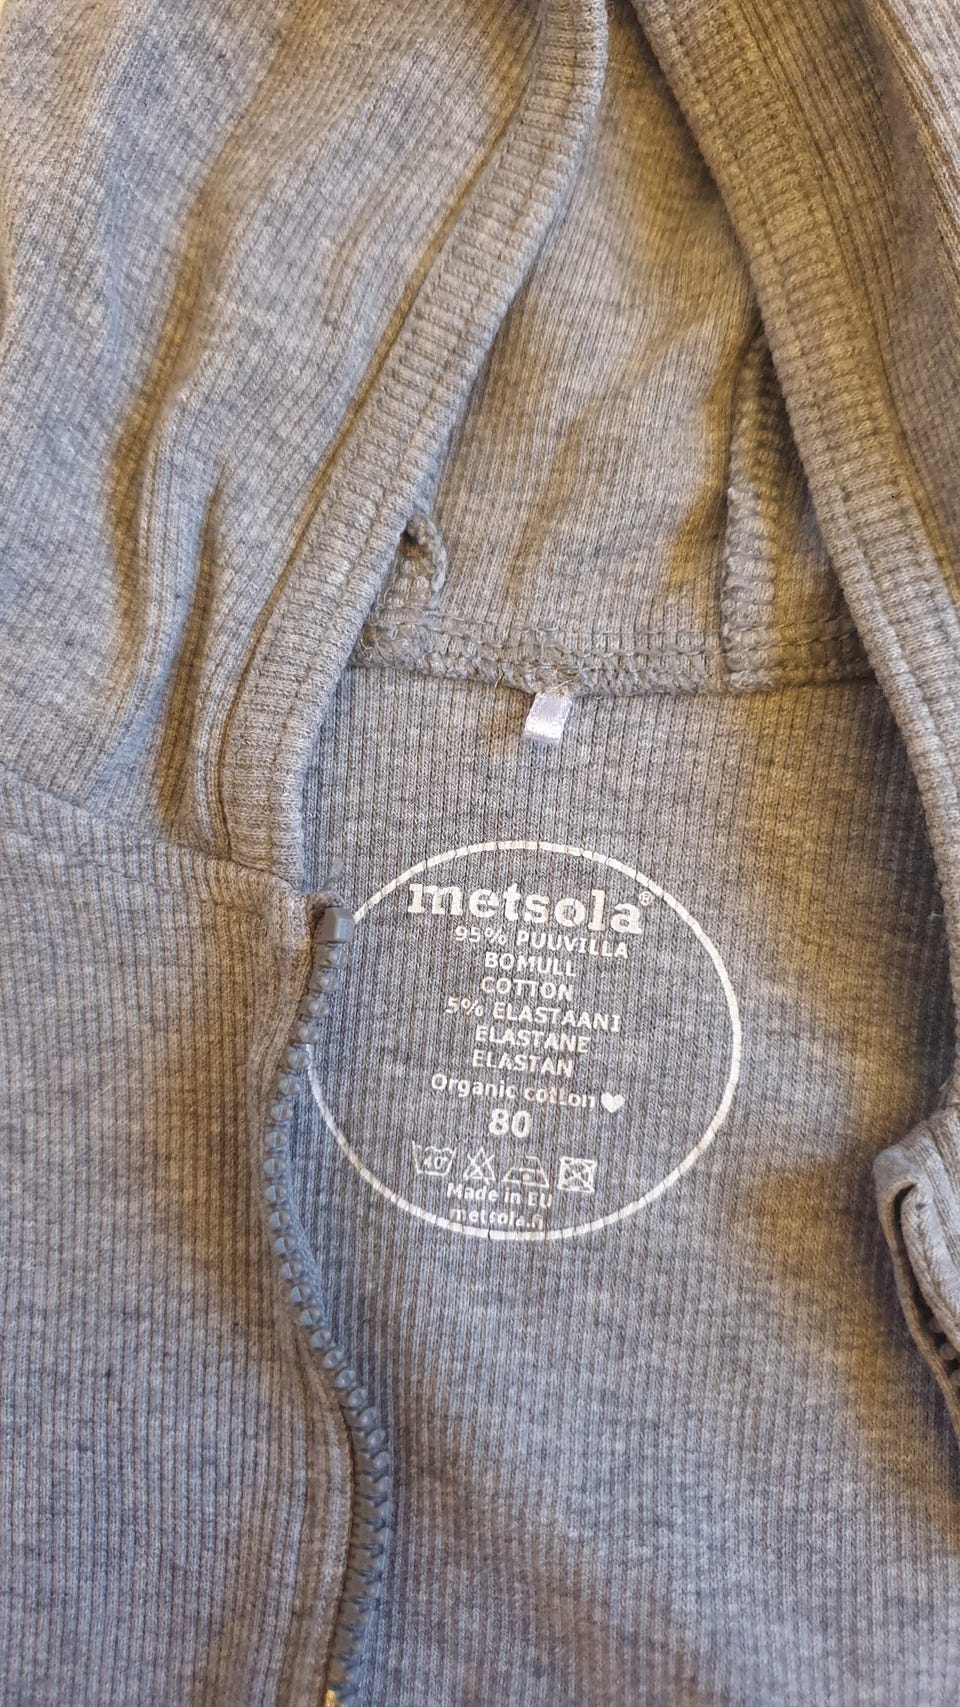 metsola®
95% PUUVILLA
BOMULL
COTTON
5% ELASTAANI
ELASTANE
ELASTAN
Organic cotton ♥
80
40
Made in EU
metsola.fi